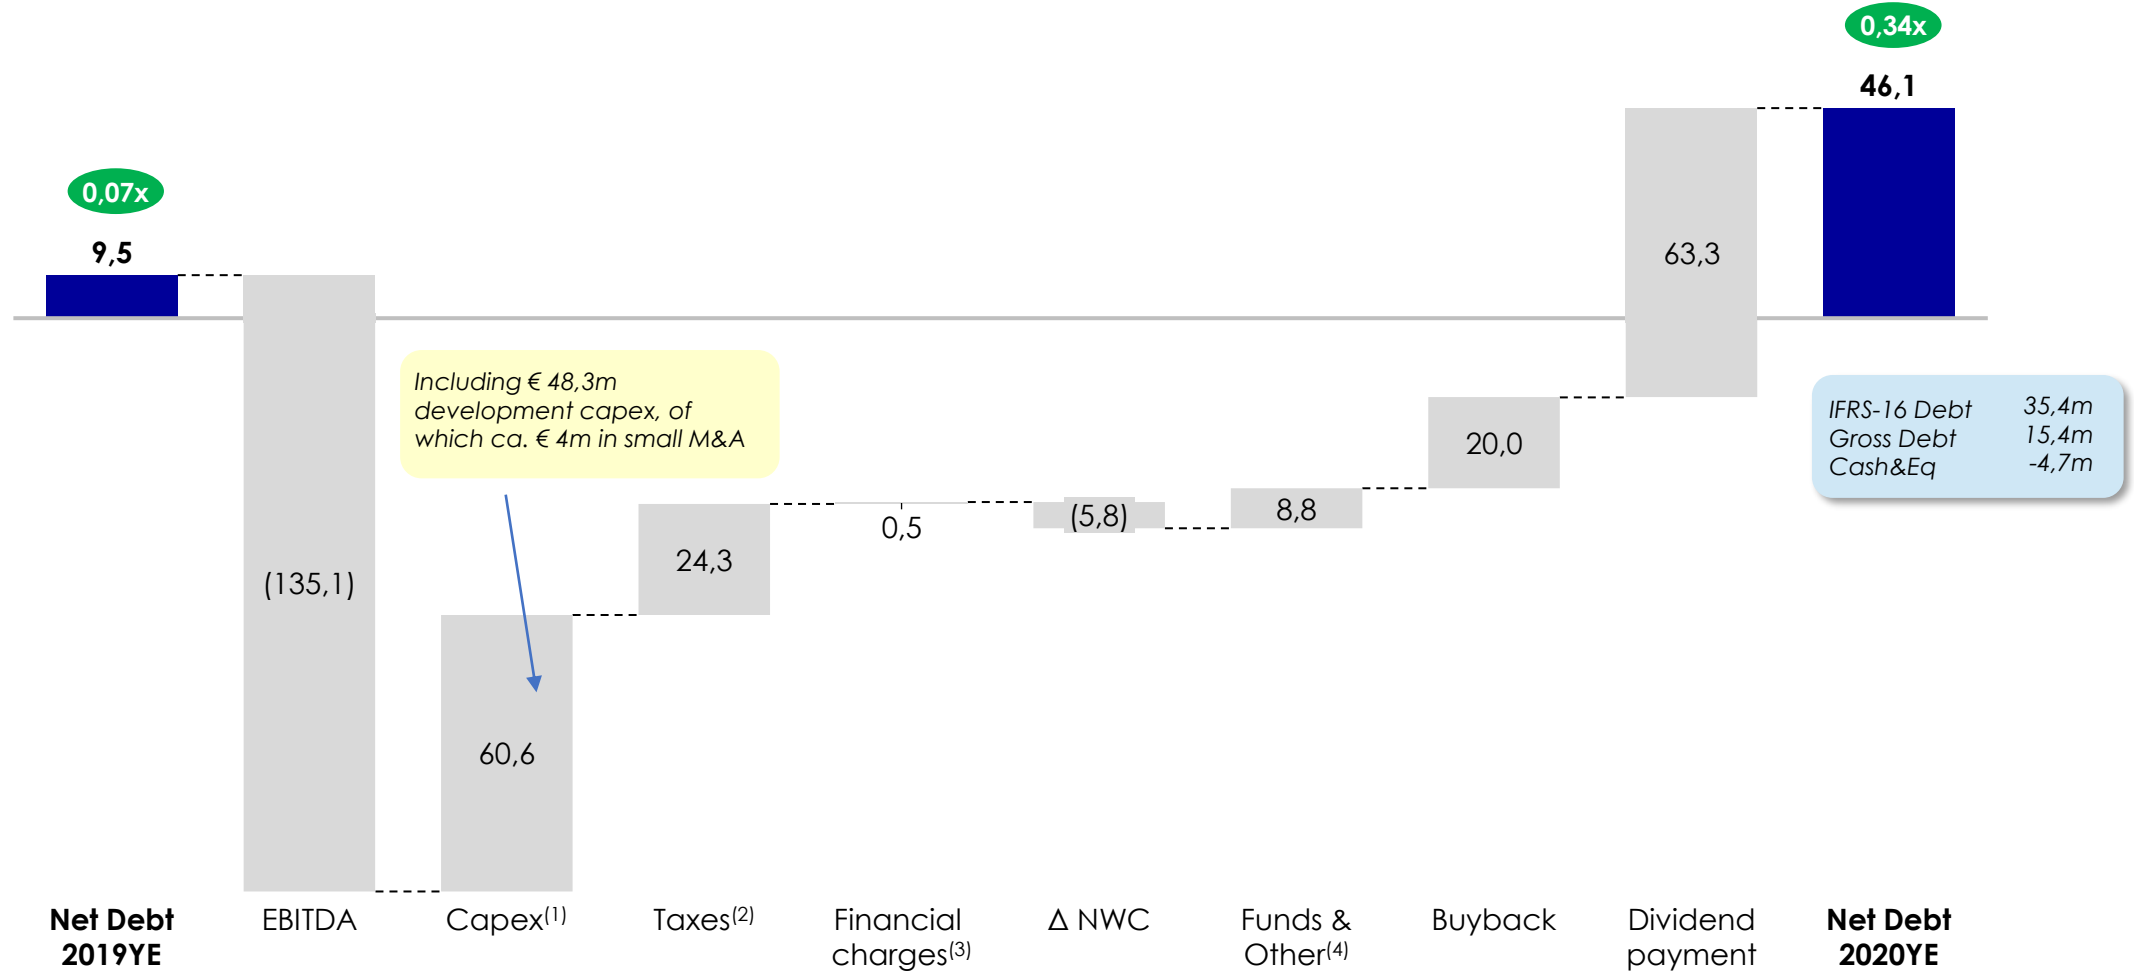 0,34x
46,1
0,07x
9,5
63,3
Including € 48,3m
development capex, of
which ca. € 4m in small M&A
IFRS-16 Debt 35,4m
Gross Debt 15,4m
Cash&Eq -4,7m
20,0
(5,8)
8,8
0,5
24,3
(135,1)
60,6
Net Debt
2019YE
EBITDA
Capex(1)
Taxes(2)
Financial
charges(3)
Δ NWC
Funds &
Other(4)
Buyback
Dividend
payment
Net Debt
2020YE